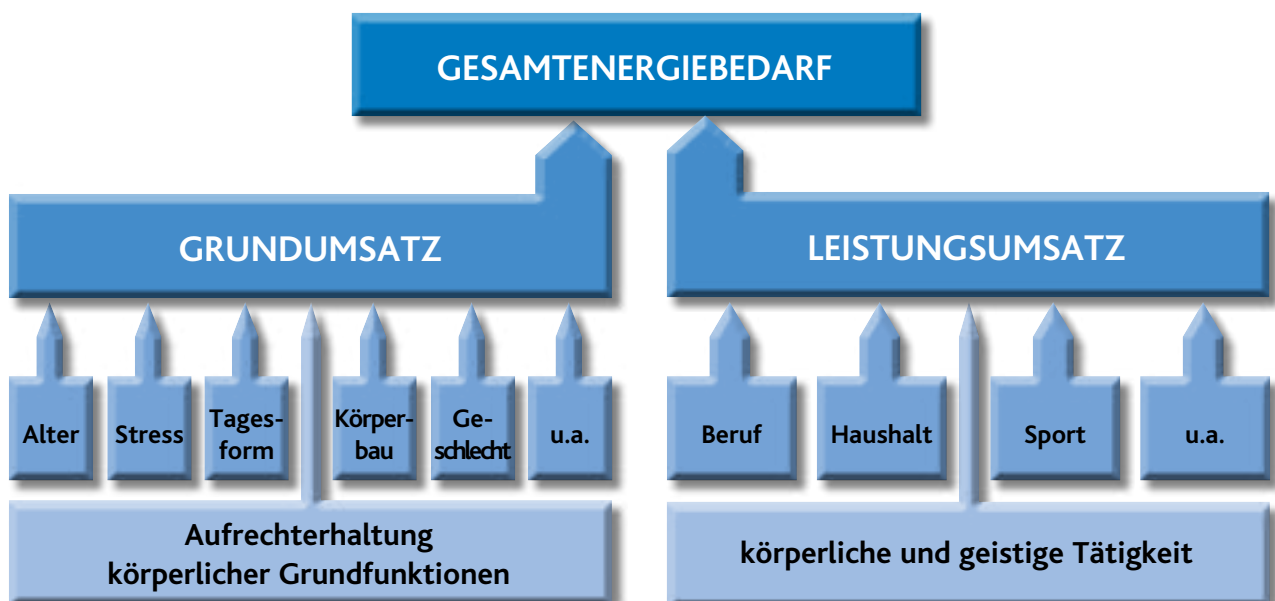 GESAMTENERGIEBEDARF
GRUNDUMSATZ
LEISTUNGSUMSATZ
Alter
Stress
Tages-
form
Körper-
bau
Ge-
schlecht
u.a.
Beruf
Haushalt
Sport
u.a.
Aufrechterhaltung
körperlicher Grundfunktionen
körperliche und geistige Tätigkeit